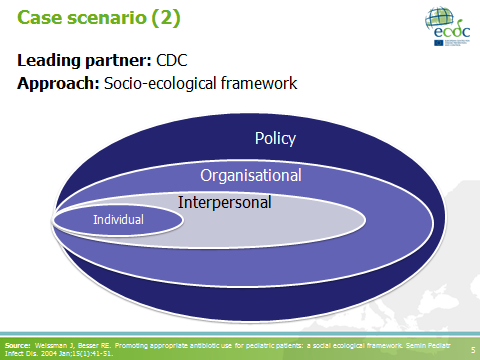 Case scenario (2)
ecdc
Leading partner: CDC
Approach: Socio-ecological framework
Policy
Organisational
Interpersonal
Individual
Source: Weissman J, Besser RE. Promoting appropriate antibiotic use for pediatric patients: a social ecological framework. Semin Pediatr
Infect Dis. 2004 Jan;15(1):41-51.
5